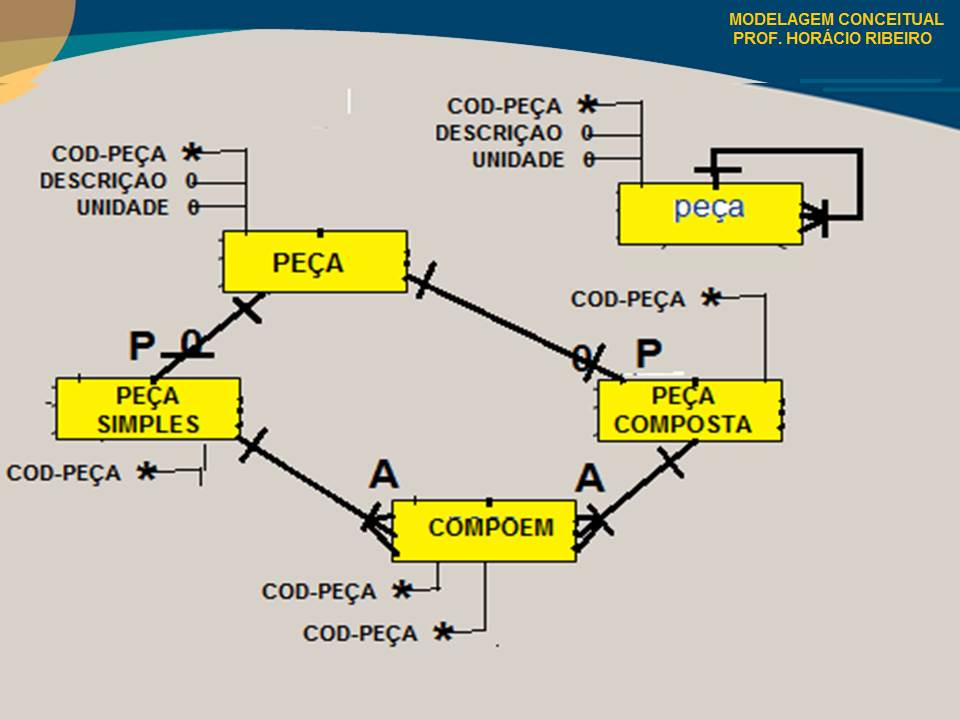 MODELAGEM CONCEITUAL
PROF. HORÁCIO RIBEIRO
COD-PEÇA *
DESCRIÇAO 0
UNIDADE 0
peça
COD-PEÇA *
DESCRIÇAO 0
UNIDADE 0
PEÇA
COD-PEÇA *
P 0
0 P
PEÇA
SIMPLES
PEÇA
COMPOSTA
COD-PEÇA *
A
A
COMPOEM
COD-PEÇA *
COD-PEÇA *